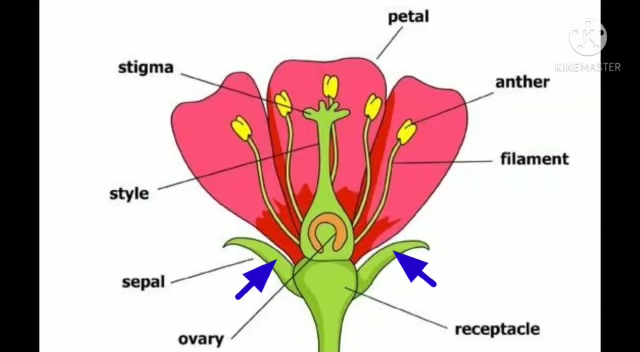 petal
KINEMASTER
stigma
anther
filament
style
sepal
ovary
receptacle